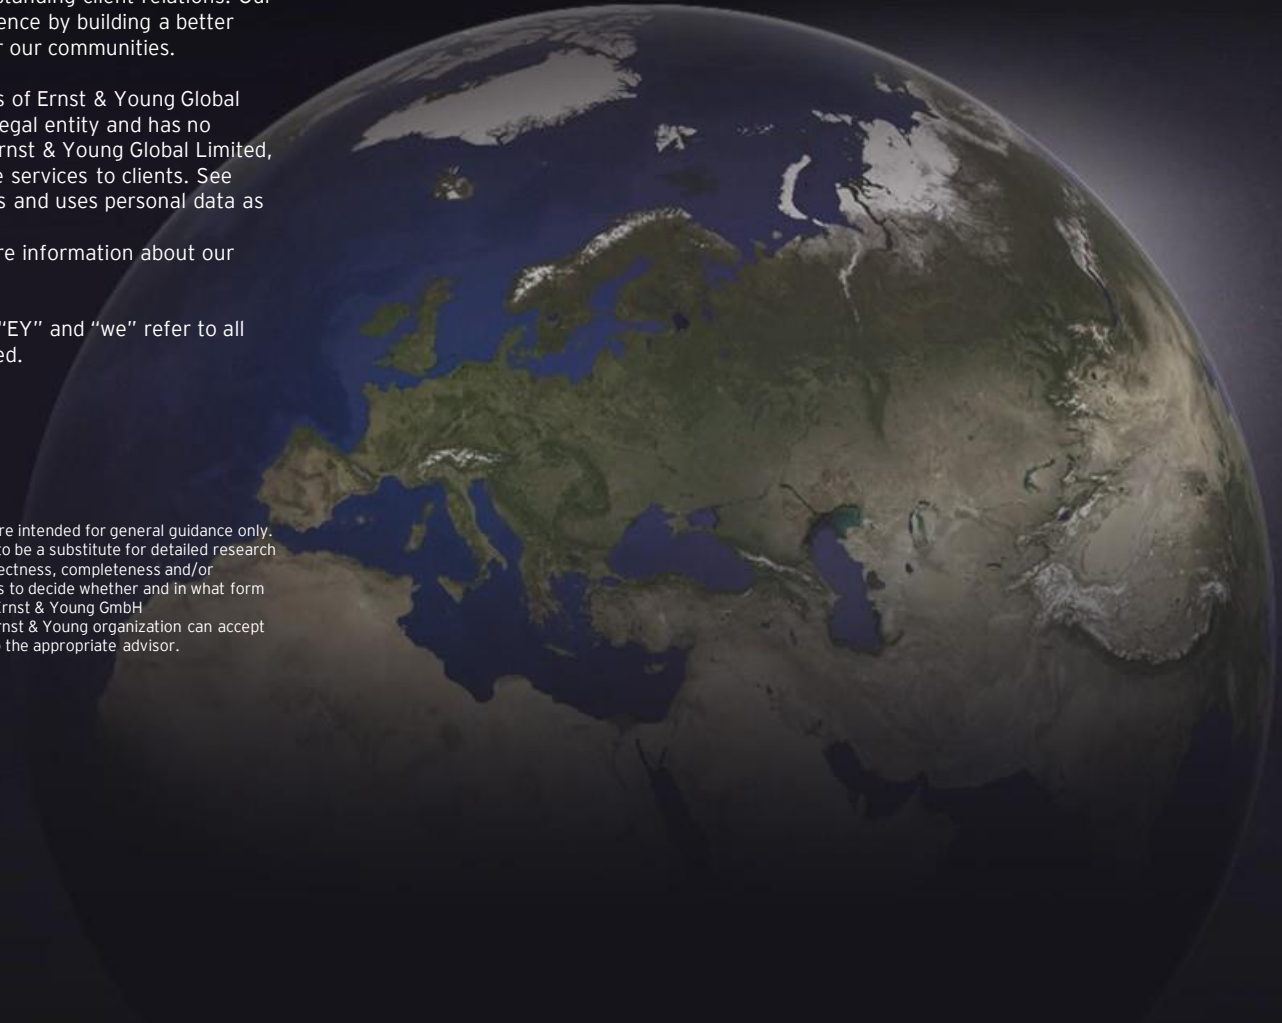 standing client relations. Our
ence by building a better
r our communities.
s of Ernst & Young Global
egal entity and has no
rnst & Young Global Limited,
e services to clients. See
s and uses personal data as
re information about our
“EY” and “we” refer to all
ed.
re intended for general guidance only.
to be a substitute for detailed research
ectness, completeness and/or
s to decide whether and in what form
Ernst & Young GmbH
rnst & Young organization can accept
o the appropriate advisor.